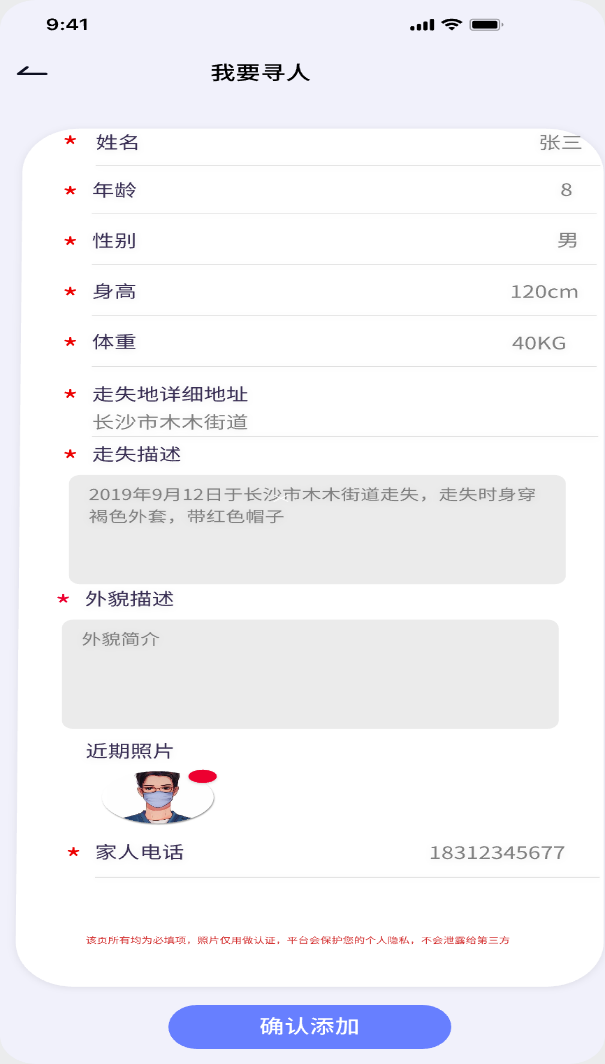 9:41
我要寻人
* 姓名 张三
* 年龄 8
* 性别 男
* 身高 120cm
* 体重 40KG
* 走失地详细地址
长沙市木木街道
* 走失描述
2019年9月12日于长沙市木木街道走失，走失时身穿
褐色外套，带红色帽子
* 外貌描述
外貌简介
近期照片
* 家人电话 18312345677
该页所有均为必填项，照片仅用做认证，平台会保护您的个人隐私，不会泄露给第三方
确认添加